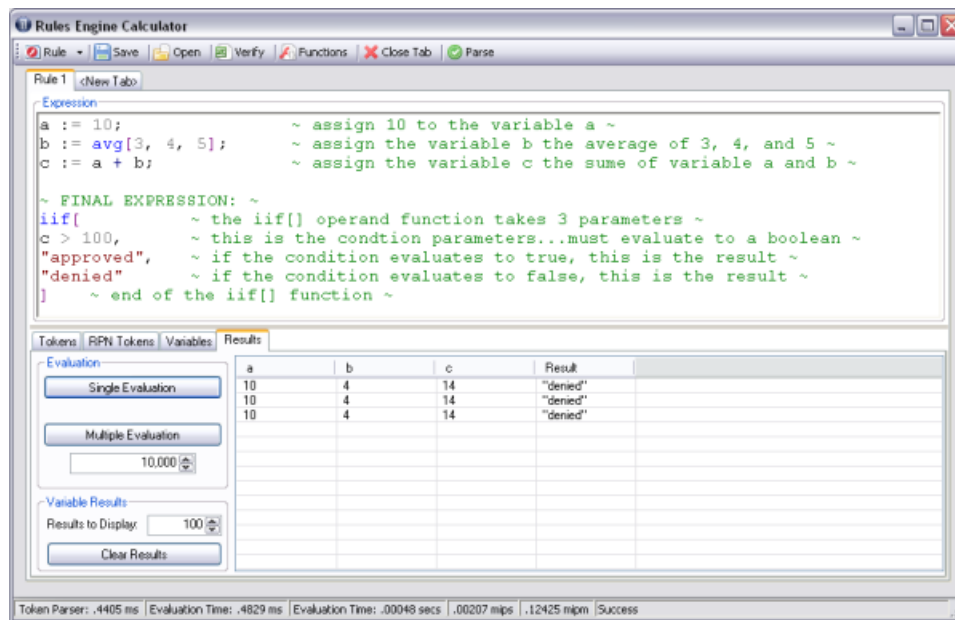 Rules Engine Calculator
Rule Save Open Verify Functions Close Tab Parse
Rule 1 <New Tab>
Expression
a := 10; ~ assign 10 to the variable a ~
b := avg[3, 4, 5]; ~ assign the variable b the average of 3, 4, and 5 ~
c := a + b; ~ assign the variable c the sume of variable a and b ~
~ FINAL EXPRESSION: ~
iif[ ~ the iif[] operand function takes 3 parameters ~
c > 100, ~ this is the condtion parameters...must evaluate to a boolean ~
"approved", ~ if the condition evaluates to true, this is the result ~
"denied" ~ if the condition evaluates to false, this is the result ~
] ~ end of the iif[] function ~
Tokens RPN Tokens Variables Results
Evaluation
Single Evaluation
Multiple Evaluation
10,000
Variable Results
Results to Display: 100
Clear Results
a b c Result
10 4 14 "denied"
10 4 14 "denied"
10 4 14 "denied"
Token Parser: .4405 ms Evaluation Time: .4829 ms Evaluation Time: .00048 secs .00207 mips .12425 mipm Success